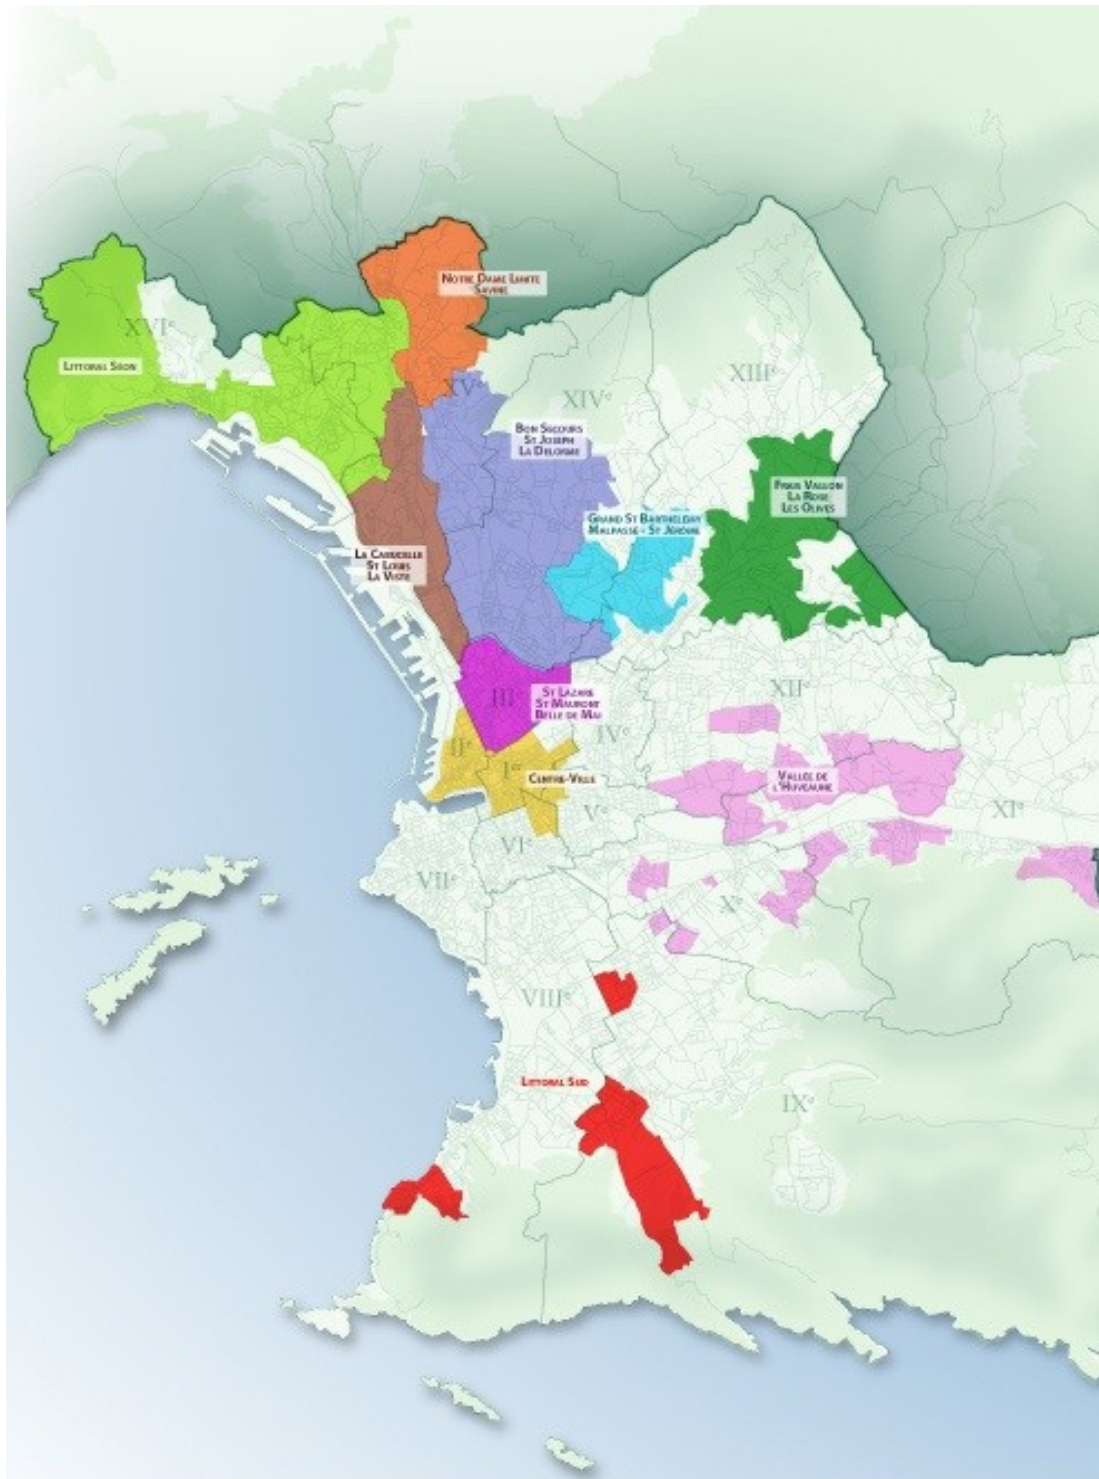 Notre Dame Limite
Savine
XVIe
Littoral Séon
XVe
XIVe
XIIIe
Bon Secours
St Joseph
La Delorme
Frais Vallon
La Rose
Les Olives
Grand St Barthélémy
Malpassé - St Jérôme
La Cabucelle
St Louis
La Viste
III
St Lazare
St Mauront
Belle de Mai
XIIe
IIe
Ier
IVe
Centre-Ville
Vallée de
l'Huveaune
XIe
Ve
VIe
VIIe
Xe
VIIIe
Littoral Sud
IXe